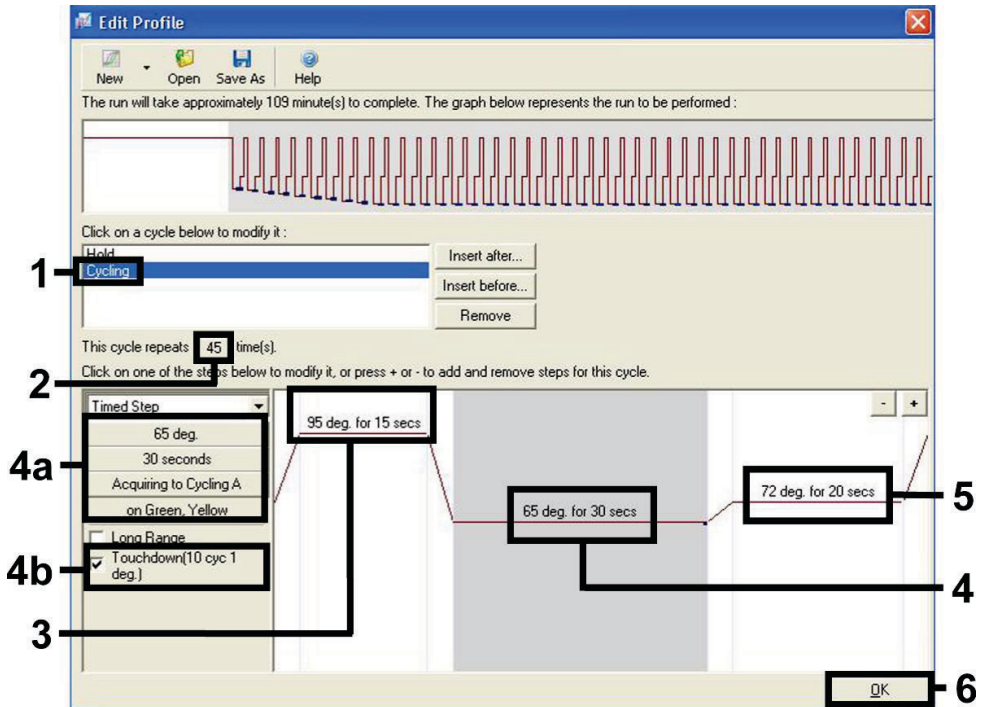 Edit Profile
New Open Save As Help
The run will take approximately 109 minute(s) to complete. The graph below represents the run to be performed :
Click on a cycle below to modify it :
Hold
1 Cycling
Insert after...
Insert before...
Remove
This cycle repeats 45 time(s).
2
Click on one of the steps below to modify it, or press + or - to add and remove steps for this cycle.
Timed Step
- +
4a
65 deg.
30 seconds
Acquiring to Cycling A
on Green, Yellow
Long Range
4b
Touchdown(10 cyc 1
deg.)
95 deg. for 15 secs
3
65 deg. for 30 secs
4
72 deg. for 20 secs
5
OK
6